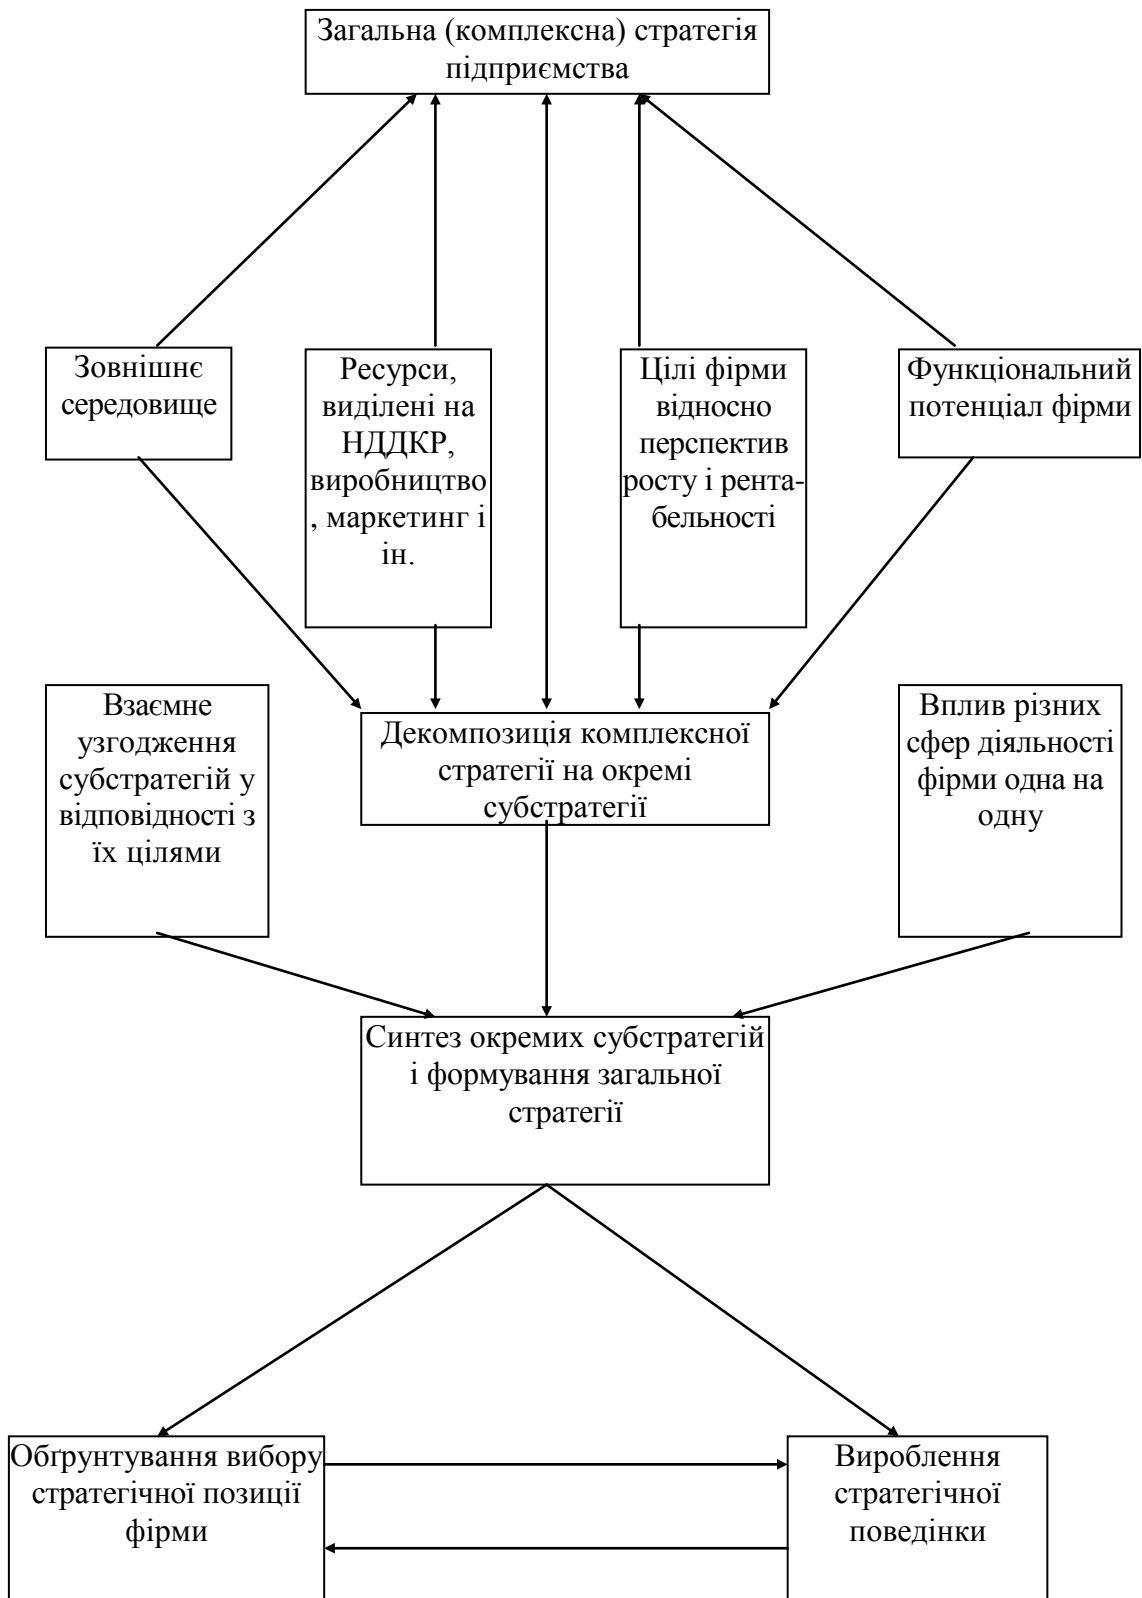 Загальна (комплексна) стратегія
підприємства
Зовнішнє
середовище
Ресурси,
виділені на
НДДКР,
виробництво
, маркетинг і
ін.
Цілі фірми
відносно
перспектив
росту і рента-
бельності
Функціональний
потенціал фірми
Взаємне
узгодження
субстратегій у
відповідності з
їх цілями
Декомпозиція комплексної
стратегії на окремі
субстратегії
Вплив різних
сфер діяльності
фірми одна на
одну
Синтез окремих субстратегій
і формування загальної
стратегії
Обґрунтування вибору
стратегічної позиції
фірми
Вироблення
стратегічної
поведінки